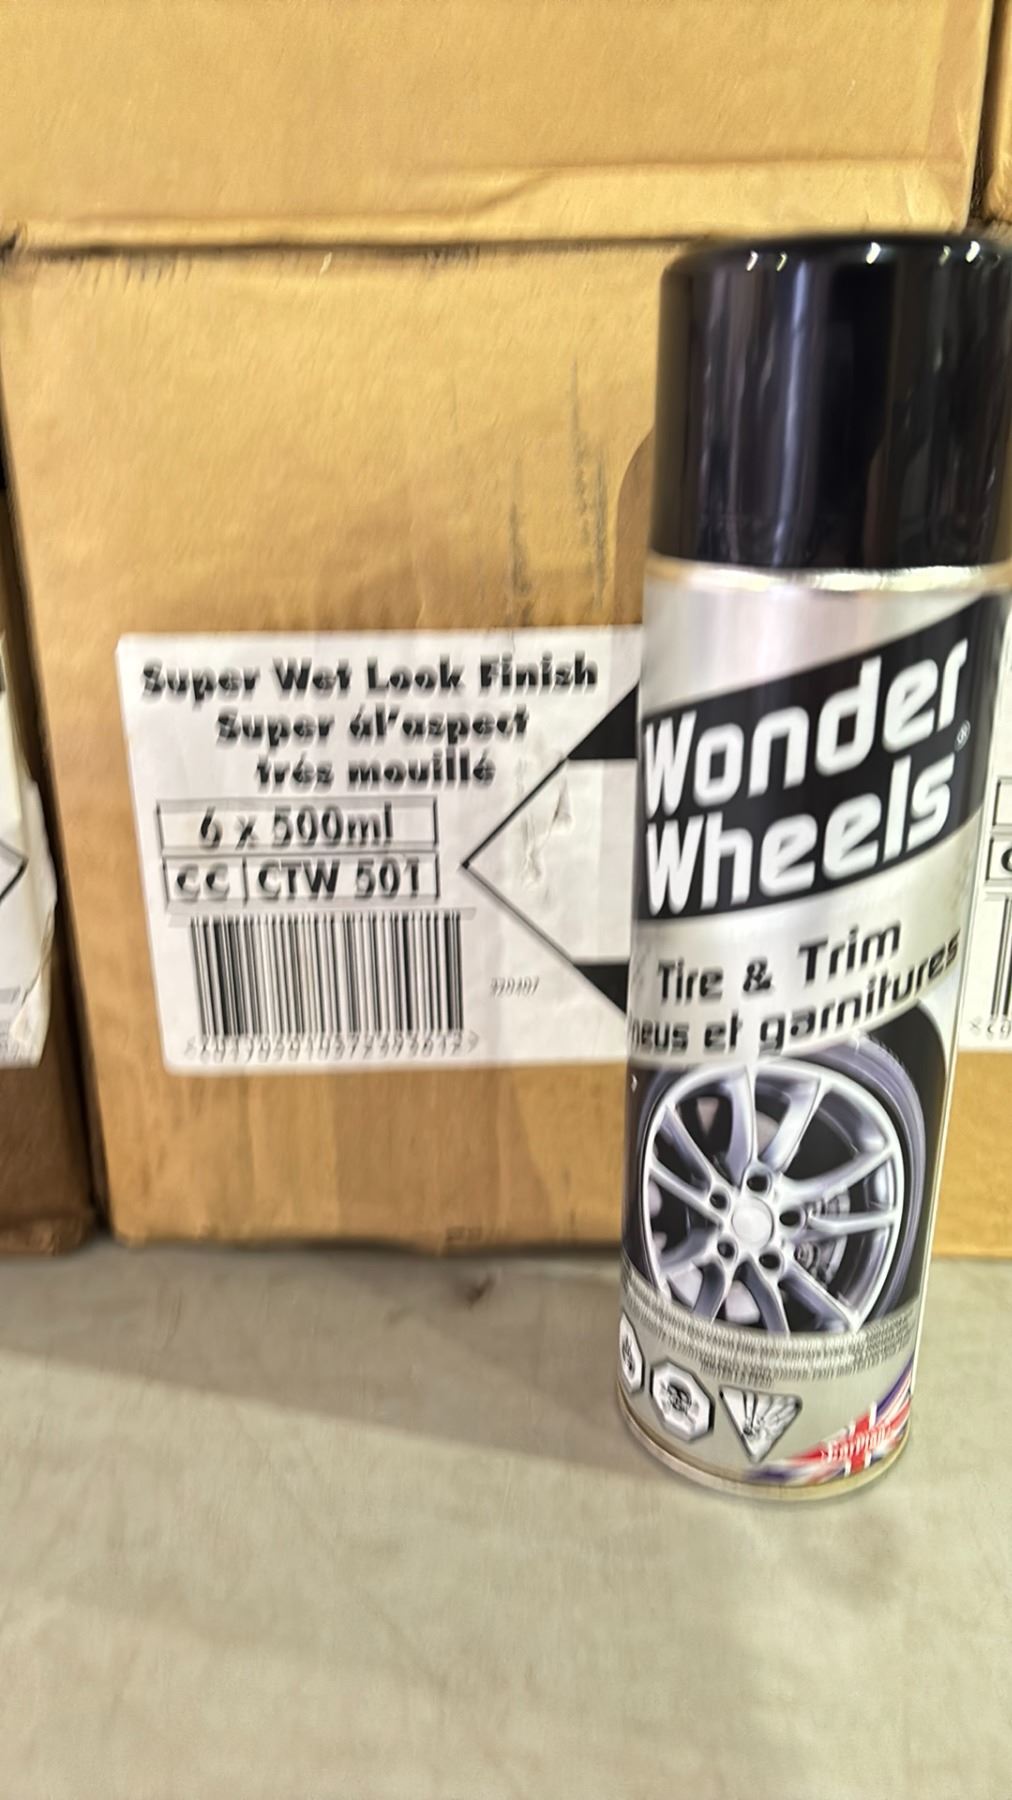 Super Wet Look Finish
Super ál'aspect
trés mouillé
6 x 500ml
CC CTW 501
Wonder
Wheels®
Tire & Trim
neus et garnitures